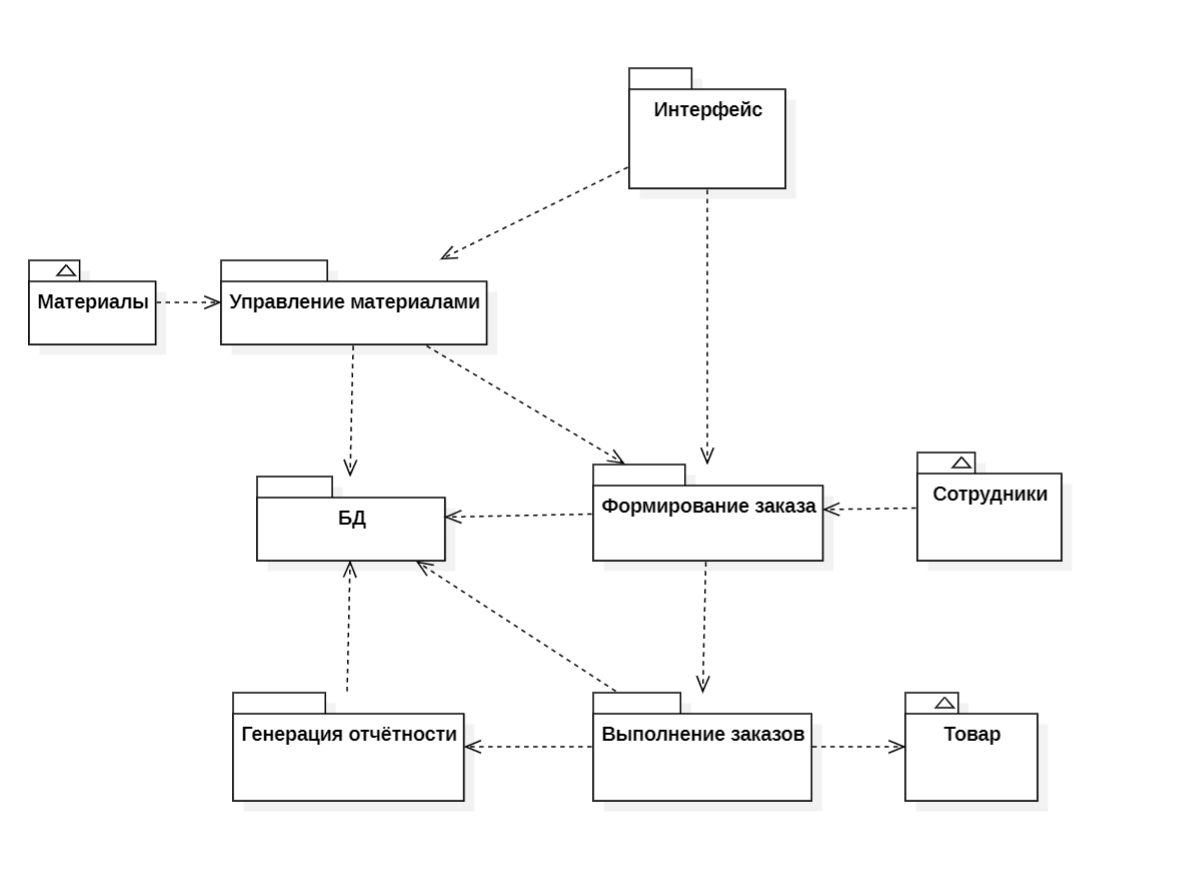 Интерфейс
Материалы
Управление материалами
БД
Формирование заказа
Сотрудники
Генерация отчётности
Выполнение заказов
Товар